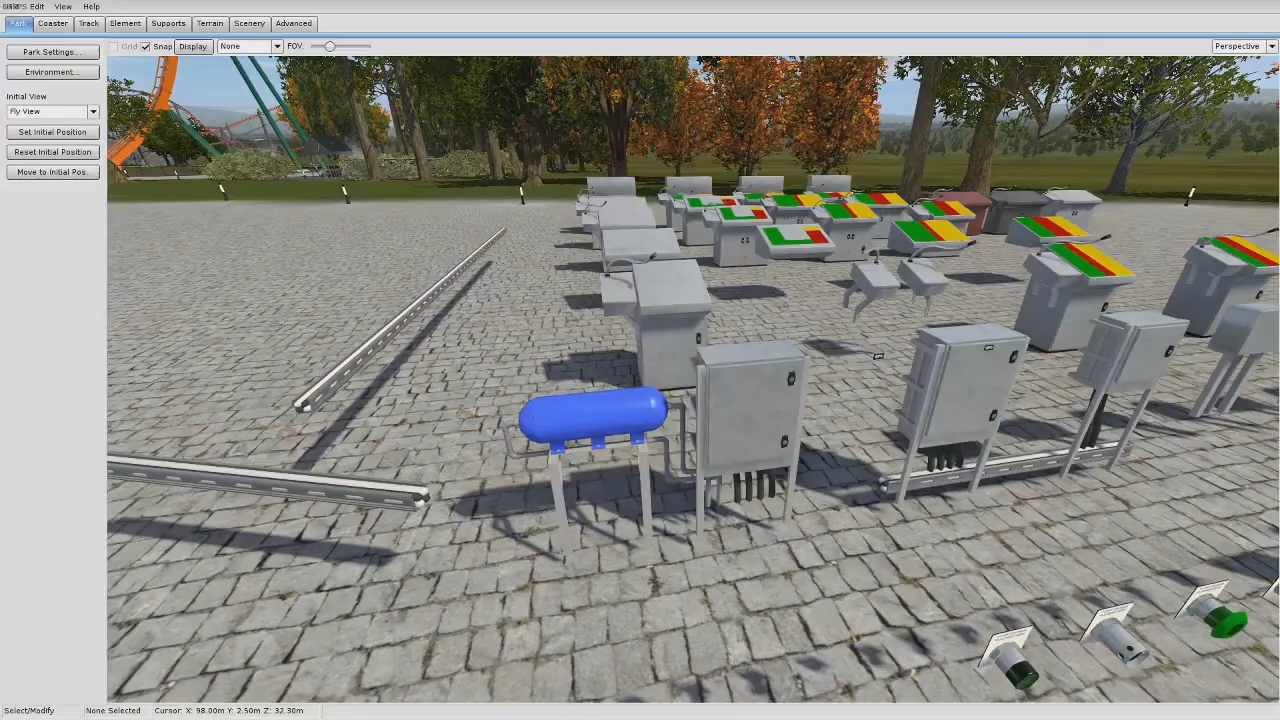 Edit View Help
Park Coaster Track Element Supports Terrain Scenery Advanced
Grid Snap Display None FOV. Perspective
Park Settings...
Environment...
Initial View
Fly View
Set Initial Position
Reset Initial Position
Move to Initial Pos.
Select/Modify None Selected Cursor: X: 98.00m Y: 2.50m Z: 32.30m